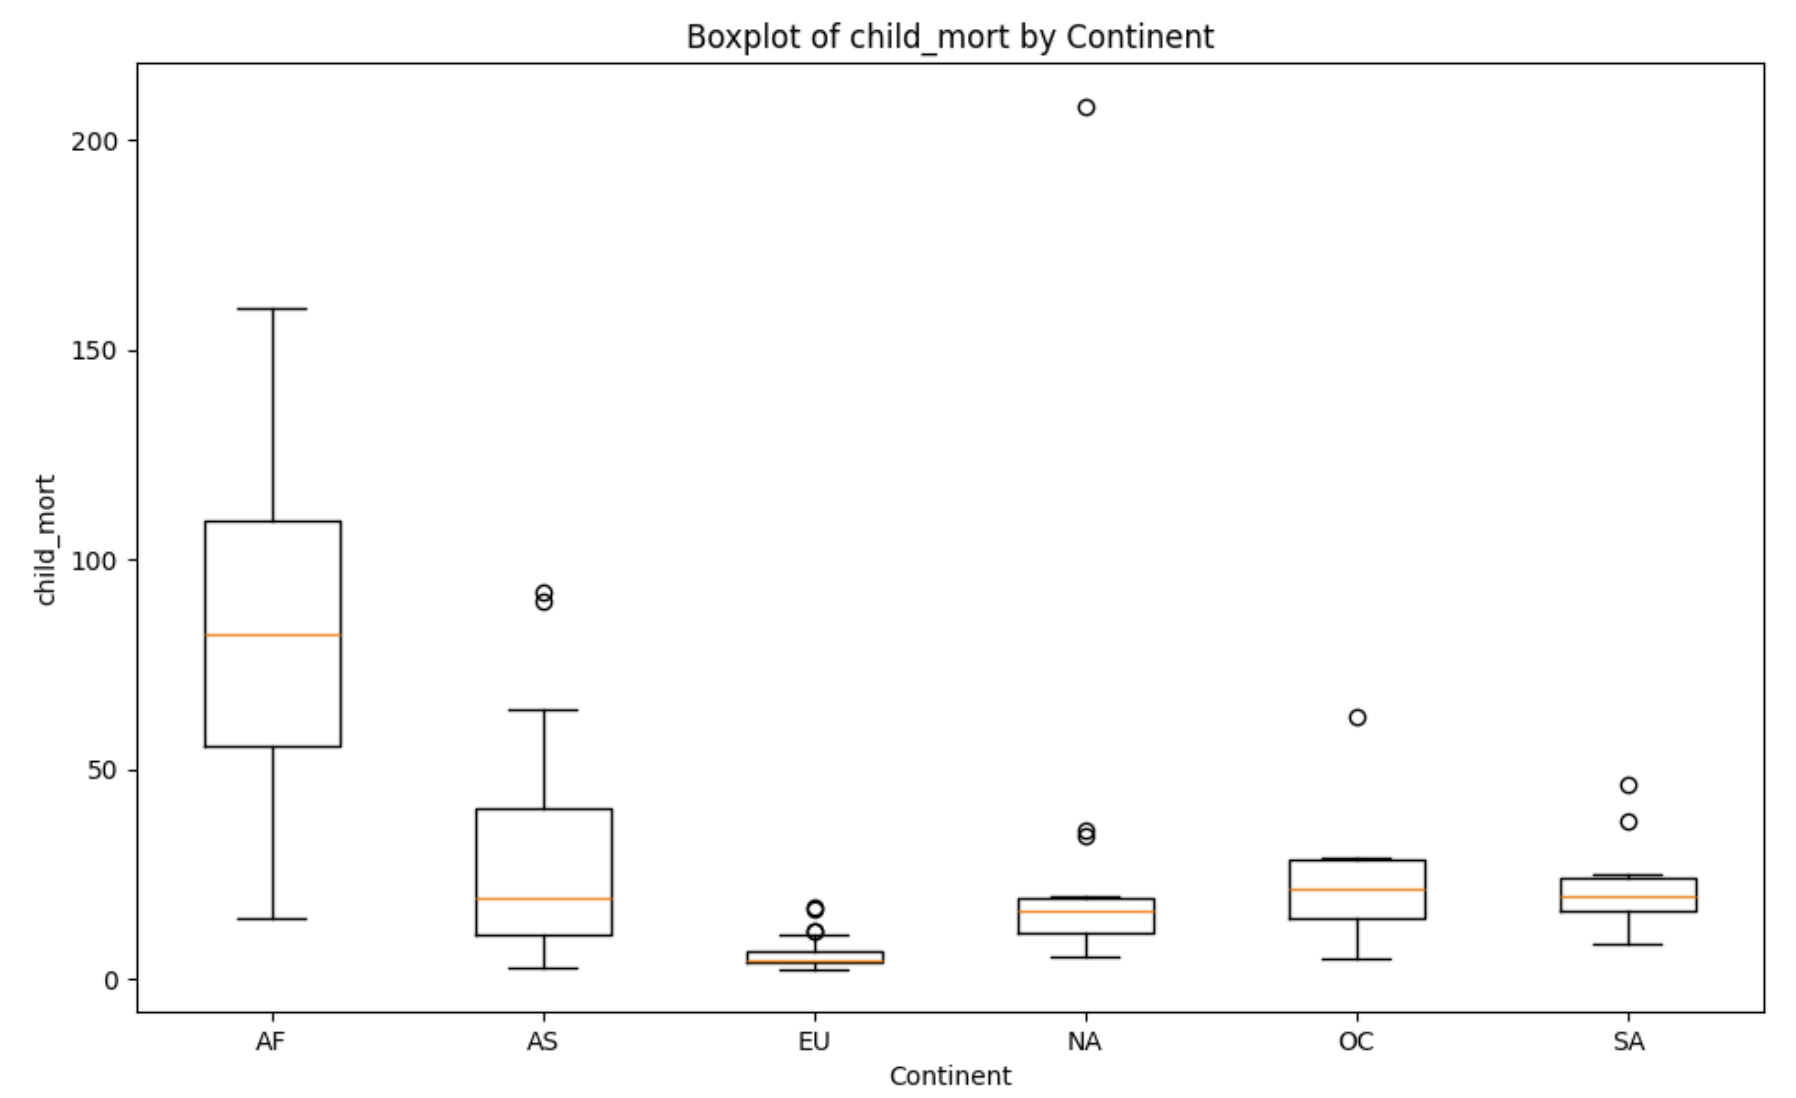 Boxplot of child_mort by Continent
200
150
100
50
0
child_mort
AF AS EU NA OC SA
Continent